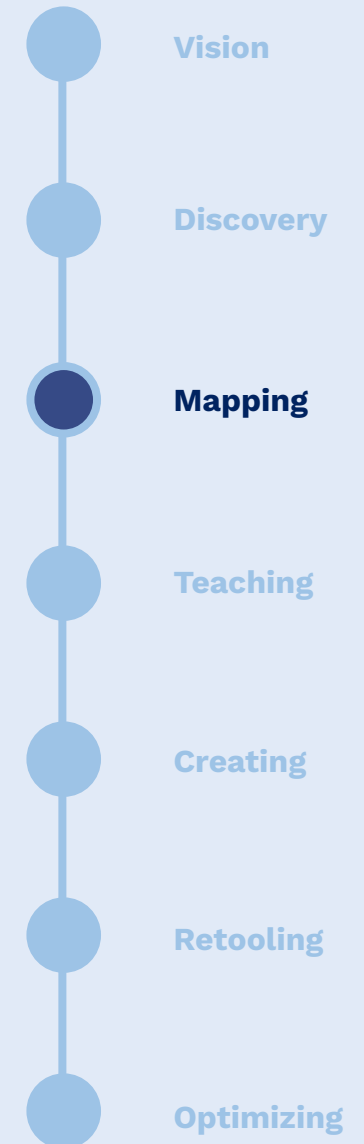 Vision
Discovery
Mapping
Teaching
Creating
Retooling
Optimizing